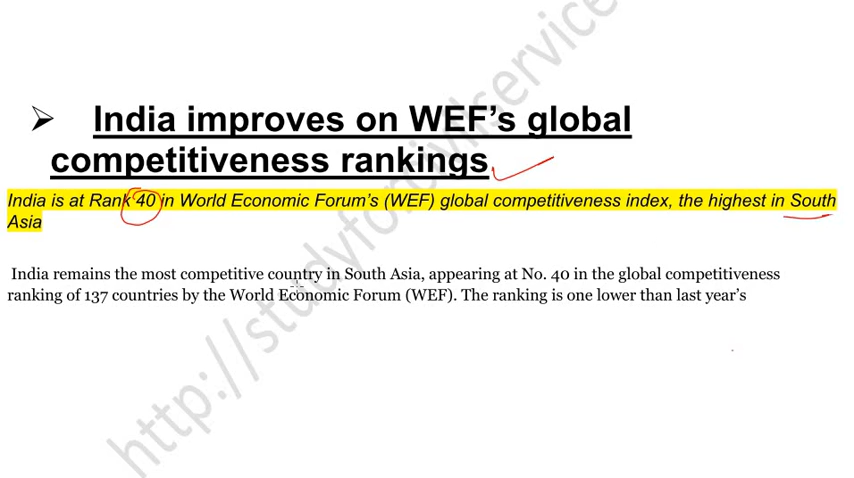 ➢ India improves on WEF's global
competitiveness rankings.
India is at Rank 40 in World Economic Forum's (WEF) global competitiveness index, the highest in South
Asia
India remains the most competitive country in South Asia, appearing at No. 40 in the global competitiveness
ranking of 137 countries by the World Economic Forum (WEF). The ranking is one lower than last year's
http://studyforcivilservice